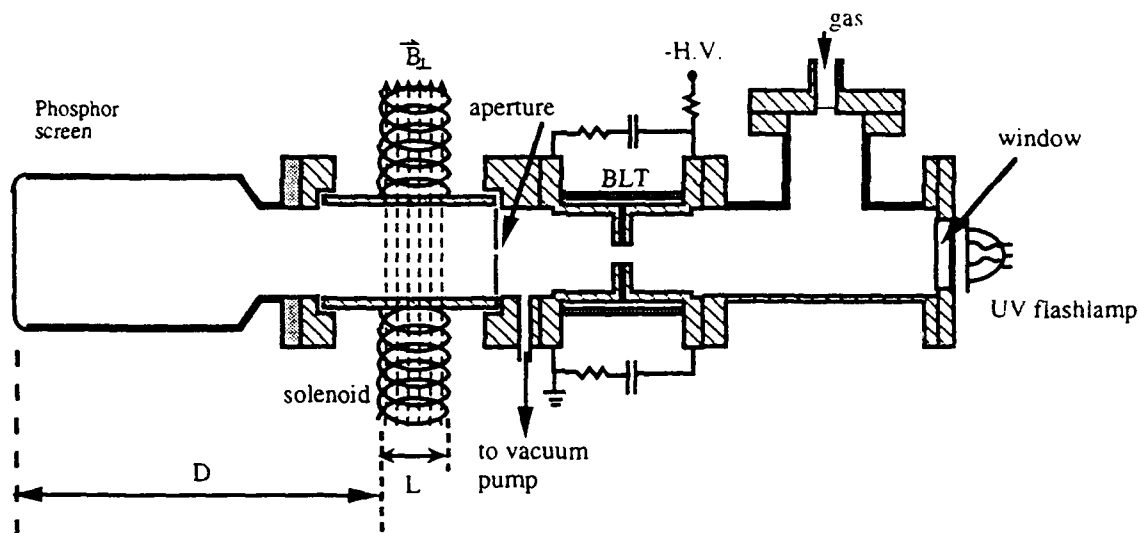 gas
-H.V.
B⊥
Phosphor
screen
aperture
window
BLT
UV flashlamp
solenoid
to vacuum
pump
D
L